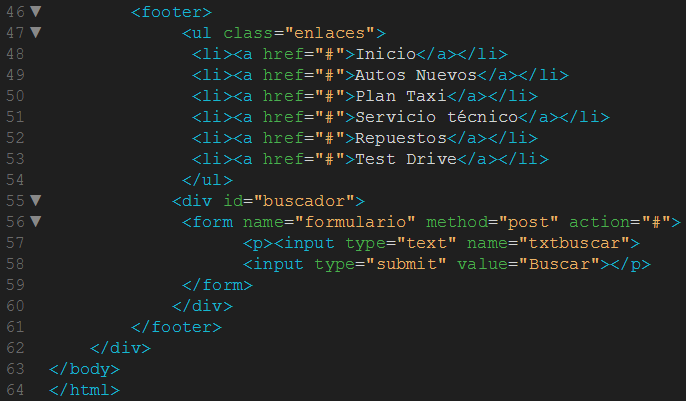 46 ▼ <footer>
47 ▼ <ul class="enlaces">
48 <li><a href="#">Inicio</a></li>
49 <li><a href="#">Autos Nuevos</a></li>
50 <li><a href="#">Plan Taxi</a></li>
51 <li><a href="#">Servicio técnico</a></li>
52 <li><a href="#">Repuestos</a></li>
53 <li><a href="#">Test Drive</a></li>
54 </ul>
55 ▼ <div id="buscador">
56 ▼ <form name="formulario" method="post" action="#">
57 <p><input type="text" name="txtbuscar">
58 <input type="submit" value="Buscar"></p>
59 </form>
60 </div>
61 </footer>
62 </div>
63 </body>
64 </html>